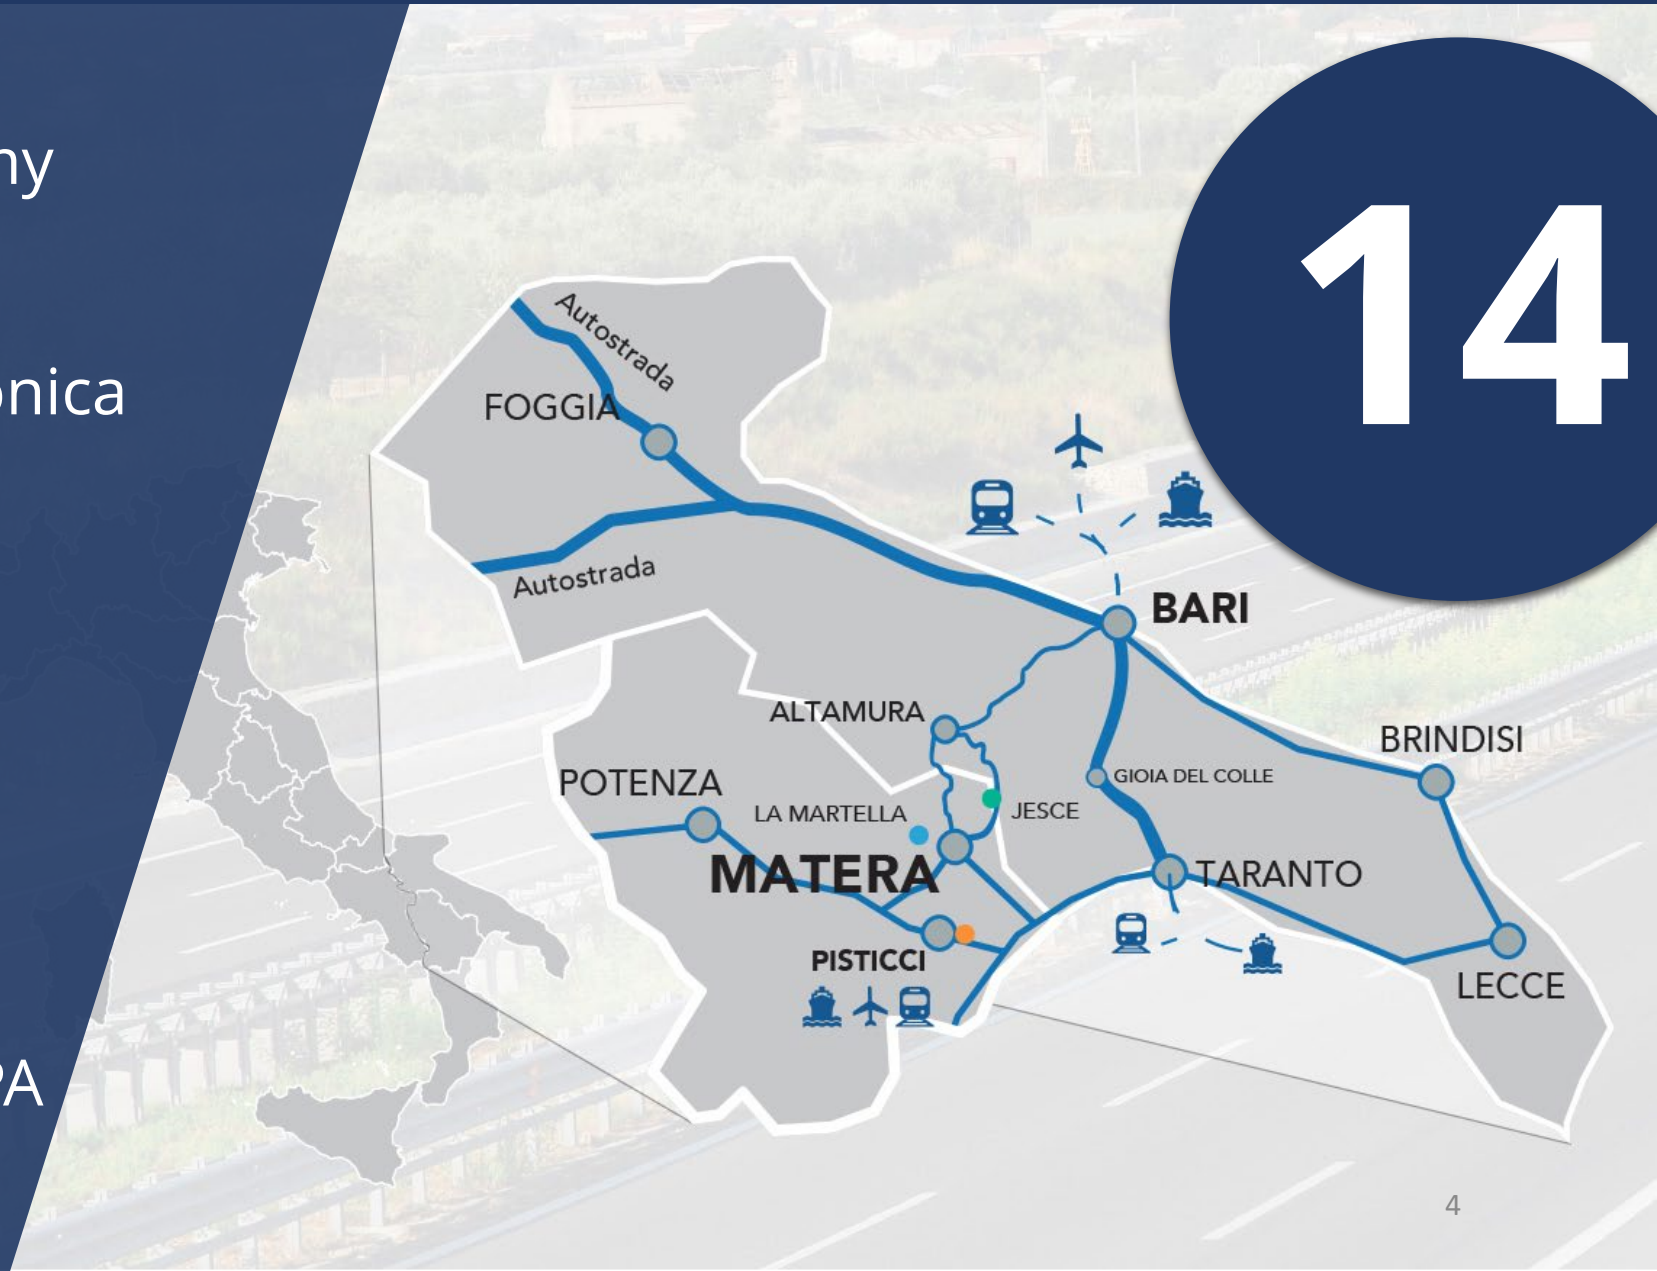 ny
onica
PA
14
Autostrada
FOGGIA
Autostrada
BARI
ALTAMURA
BRINDISI
POTENZA
GIOIA DEL COLLE
LA MARTELLA
JESCE
MATERA
TARANTO
PISTICCI
LECCE
4